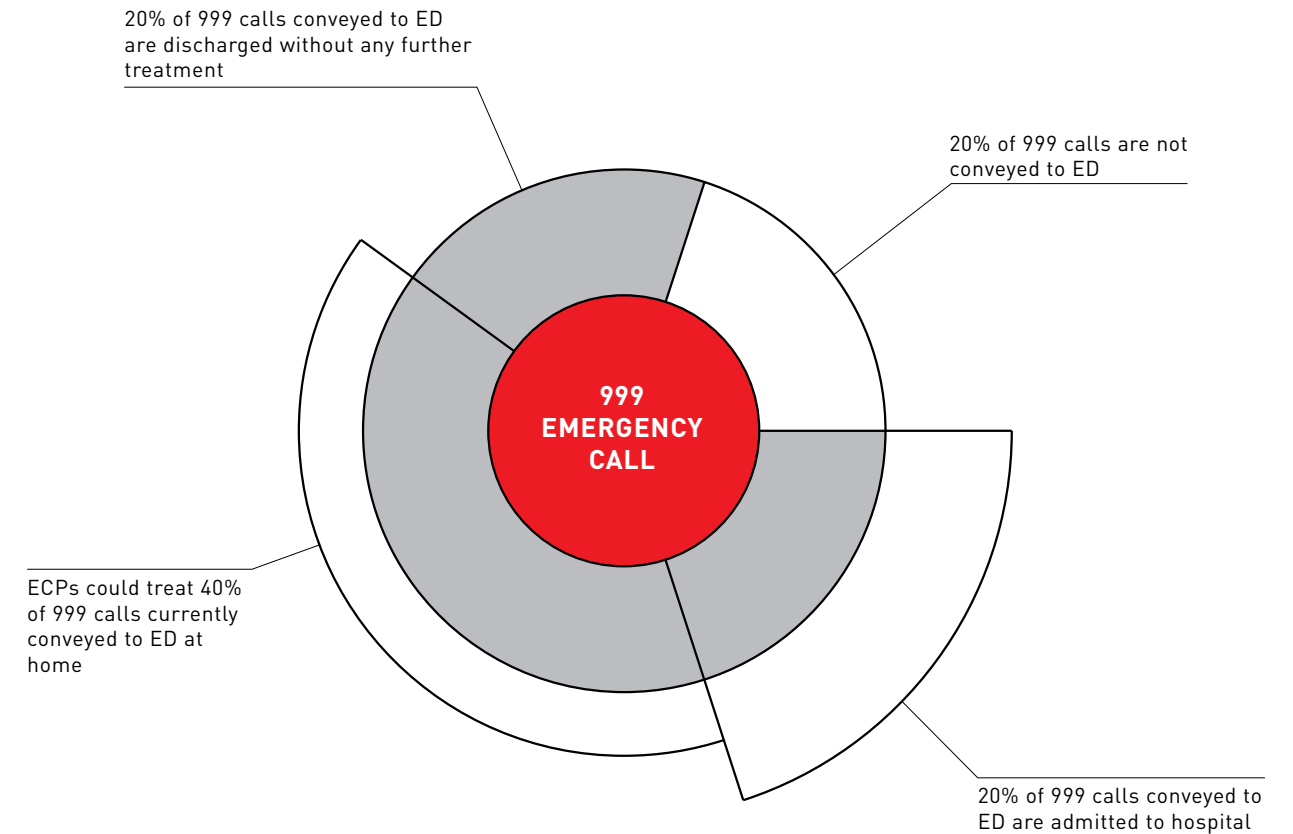 20% of 999 calls conveyed to ED
are discharged without any further
treatment
20% of 999 calls are not
conveyed to ED
999
EMERGENCY
CALL
ECPs could treat 40%
of 999 calls currently
conveyed to ED at
home
20% of 999 calls conveyed to
ED are admitted to hospital